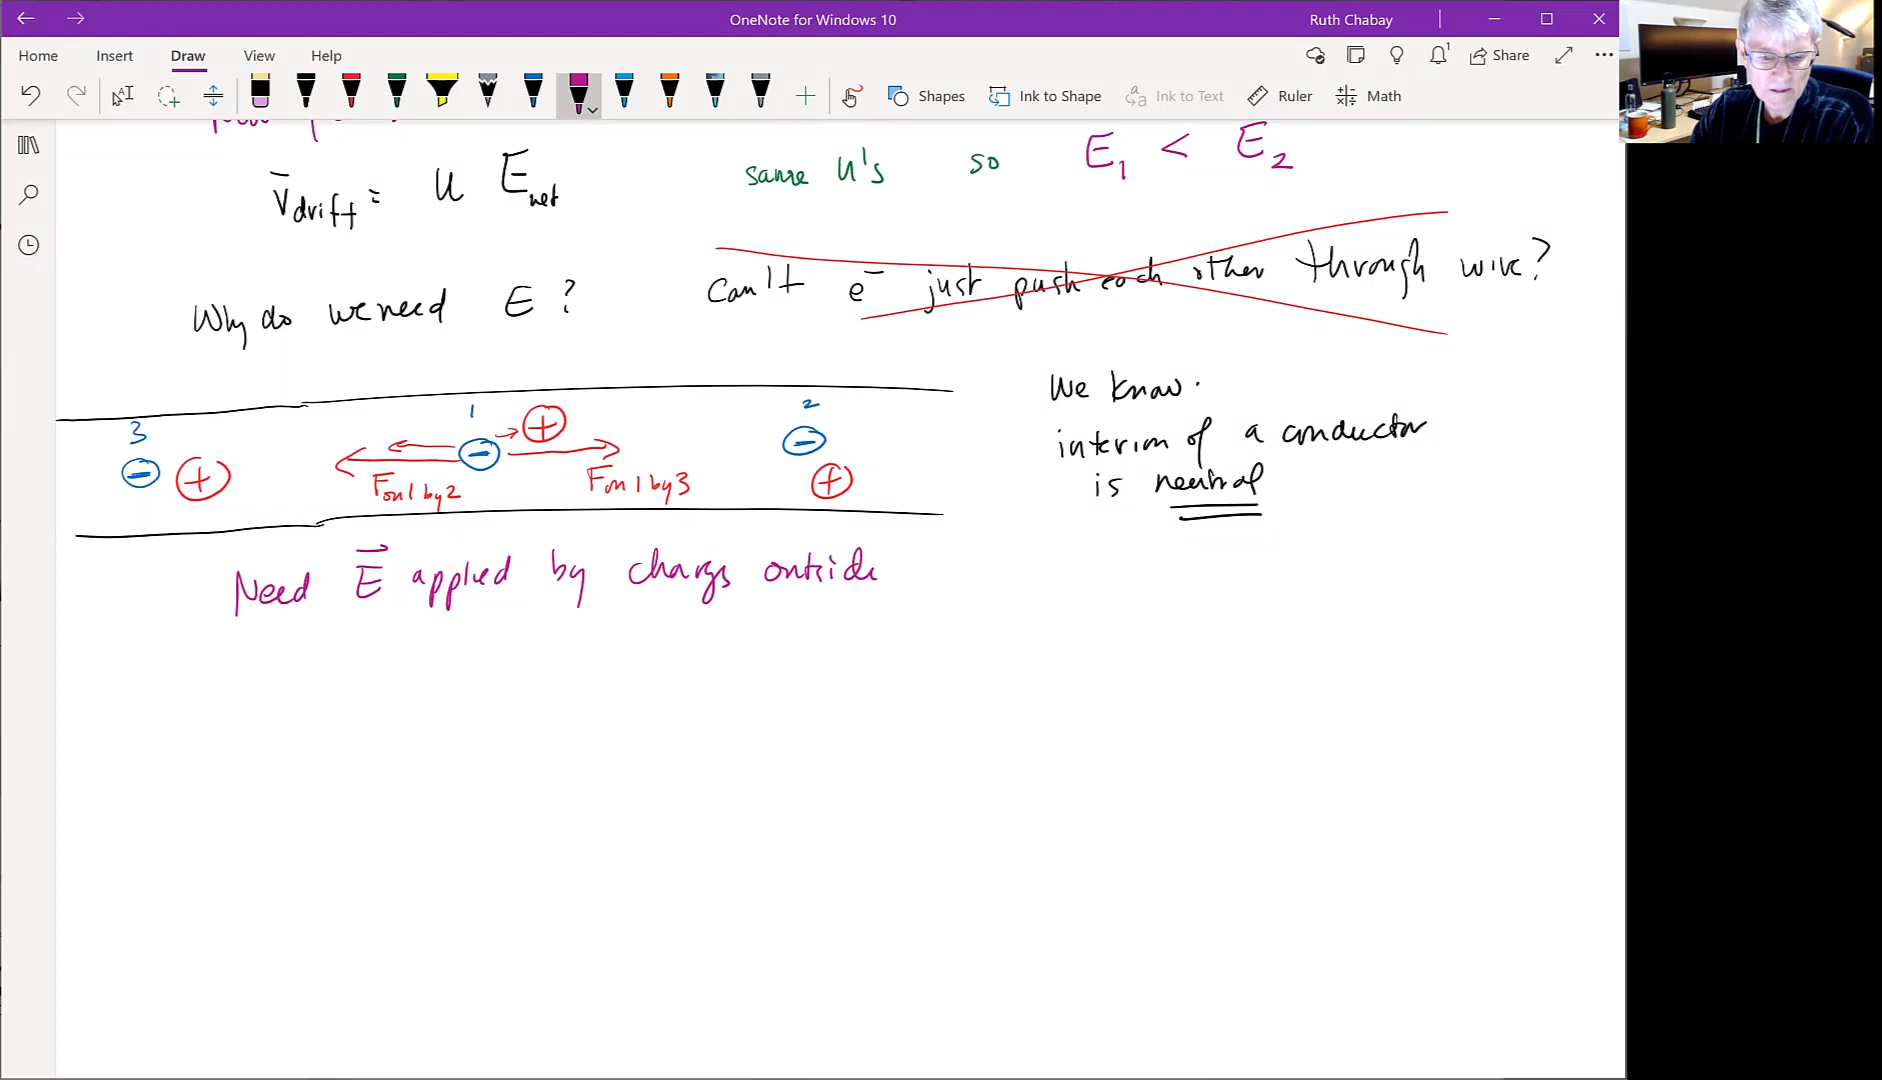 OneNote for Windows 10
Ruth Chabay
Home Insert Draw View Help
1 Share
Shapes Ink to Shape Ink to Text Ruler Math
v̄drift = u Enet
same u's so E1 < E2
Why do we need E?
Can't e⁻ just push each other through wire?
We know.
interior of a conductor
is neutral
3 1 + 2
- + - -
Fon 1 by 2 Fon 1 by 3 +
Need E⃗ applied by charges outside